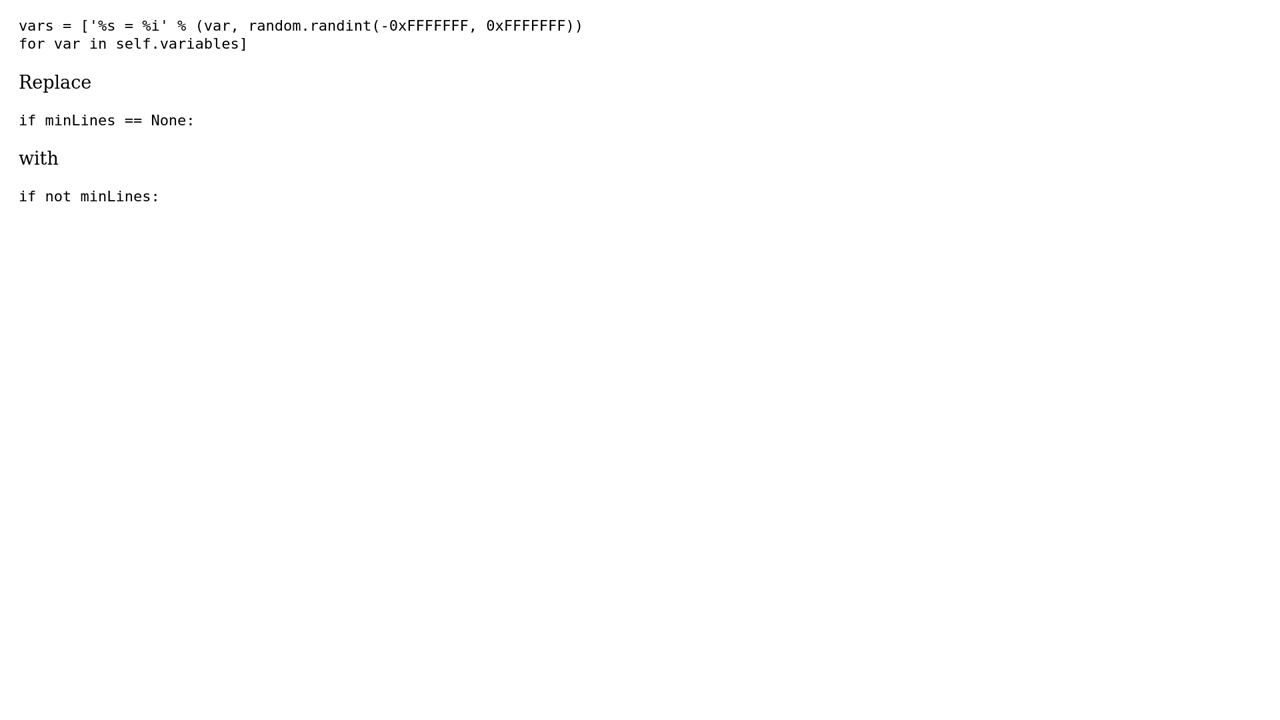 vars = ['%s = %i' % (var, random.randint(-0xFFFFFFF, 0xFFFFFFF))
for var in self.variables]
Replace
if minLines == None:
with
if not minLines: